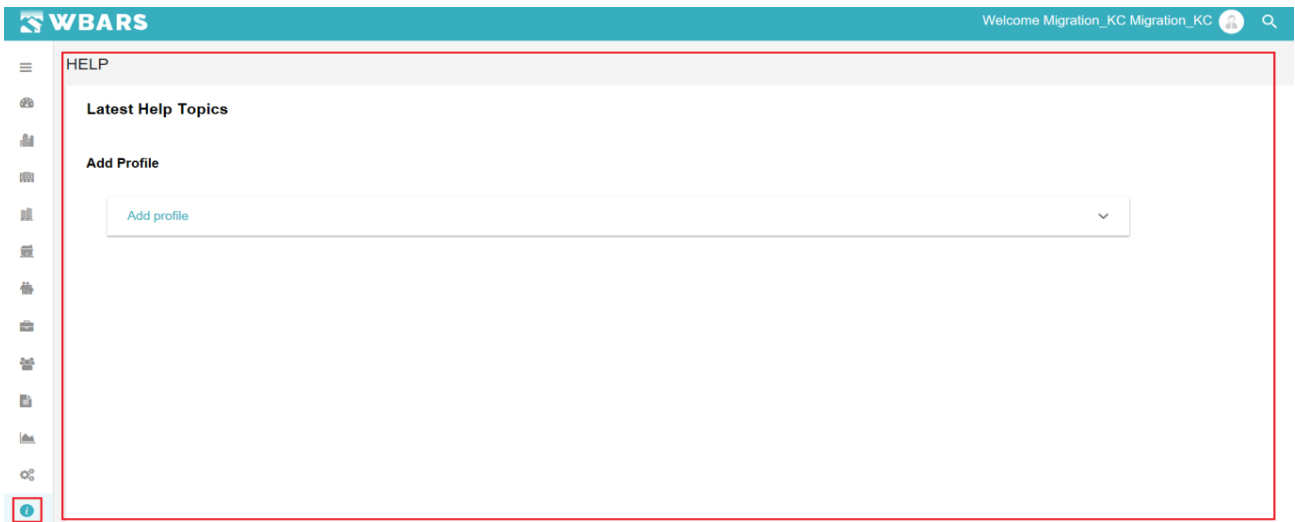 WBARS
Welcome Migration_KC Migration_KC
HELP
Latest Help Topics
Add Profile
Add profile